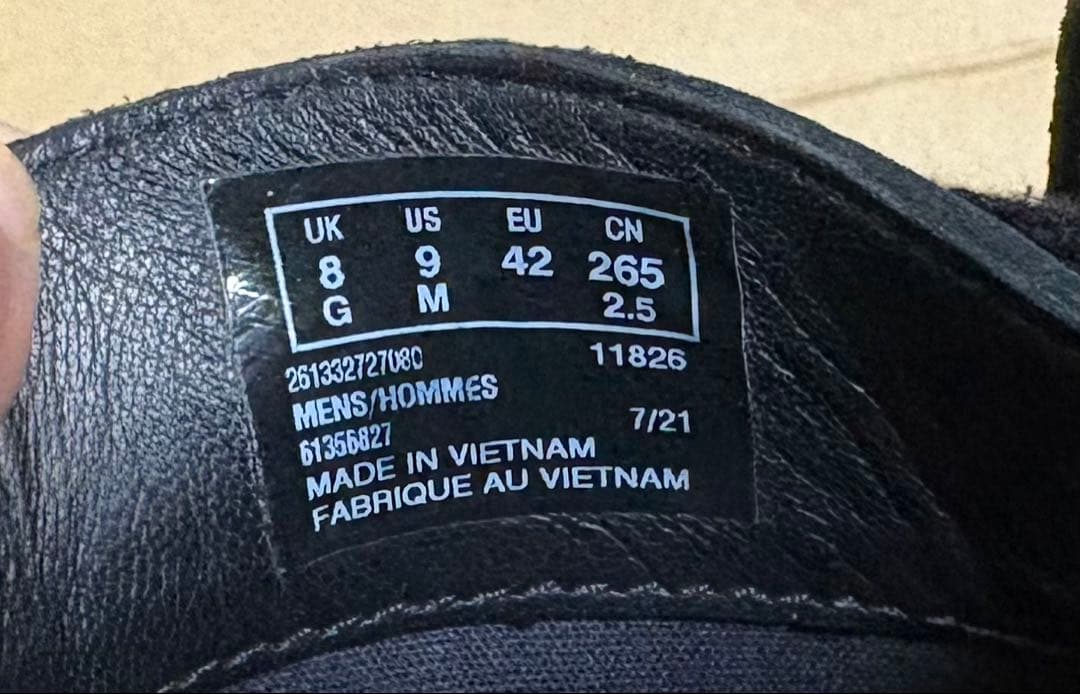 UK US EU CN
8 9 42 265
G M 2.5
261332727080 11826
MENS/HOMMES
61356827 7/21
MADE IN VIETNAM
FABRIQUE AU VIETNAM